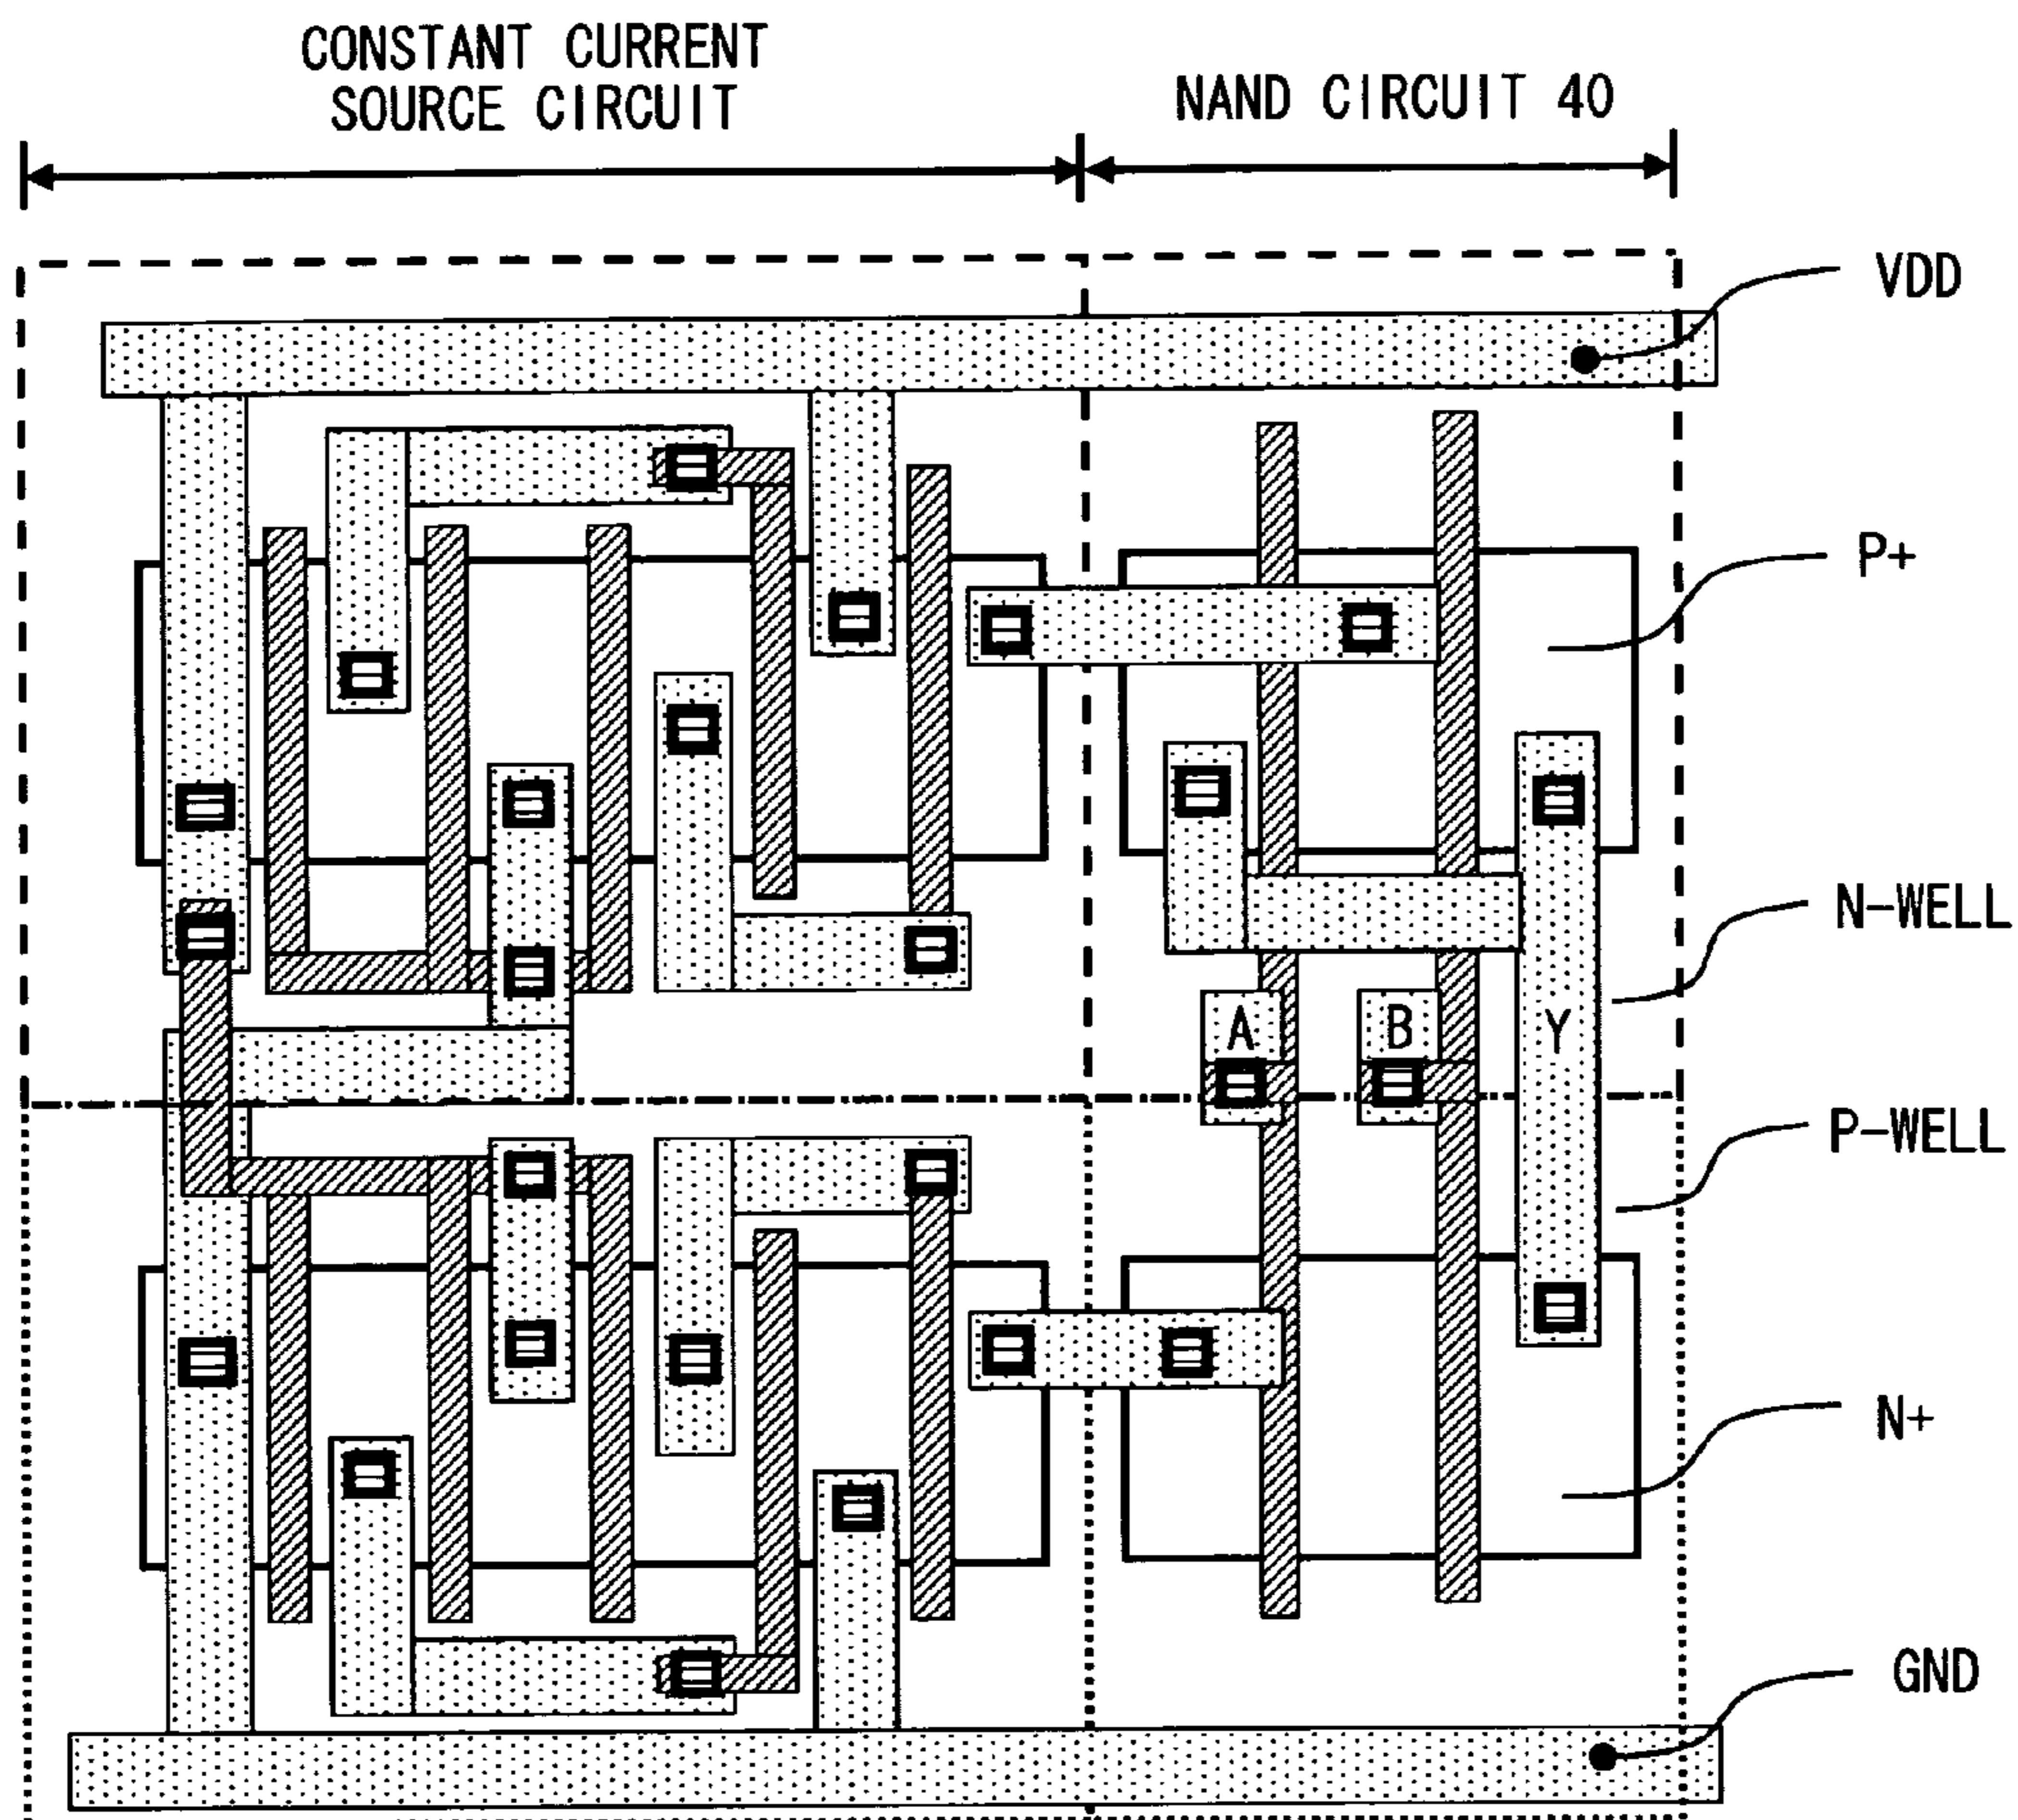 CONSTANT CURRENT
SOURCE CIRCUIT
NAND CIRCUIT 40
VDD
P+
N-WELL
A
B
Y
P-WELL
N+
GND